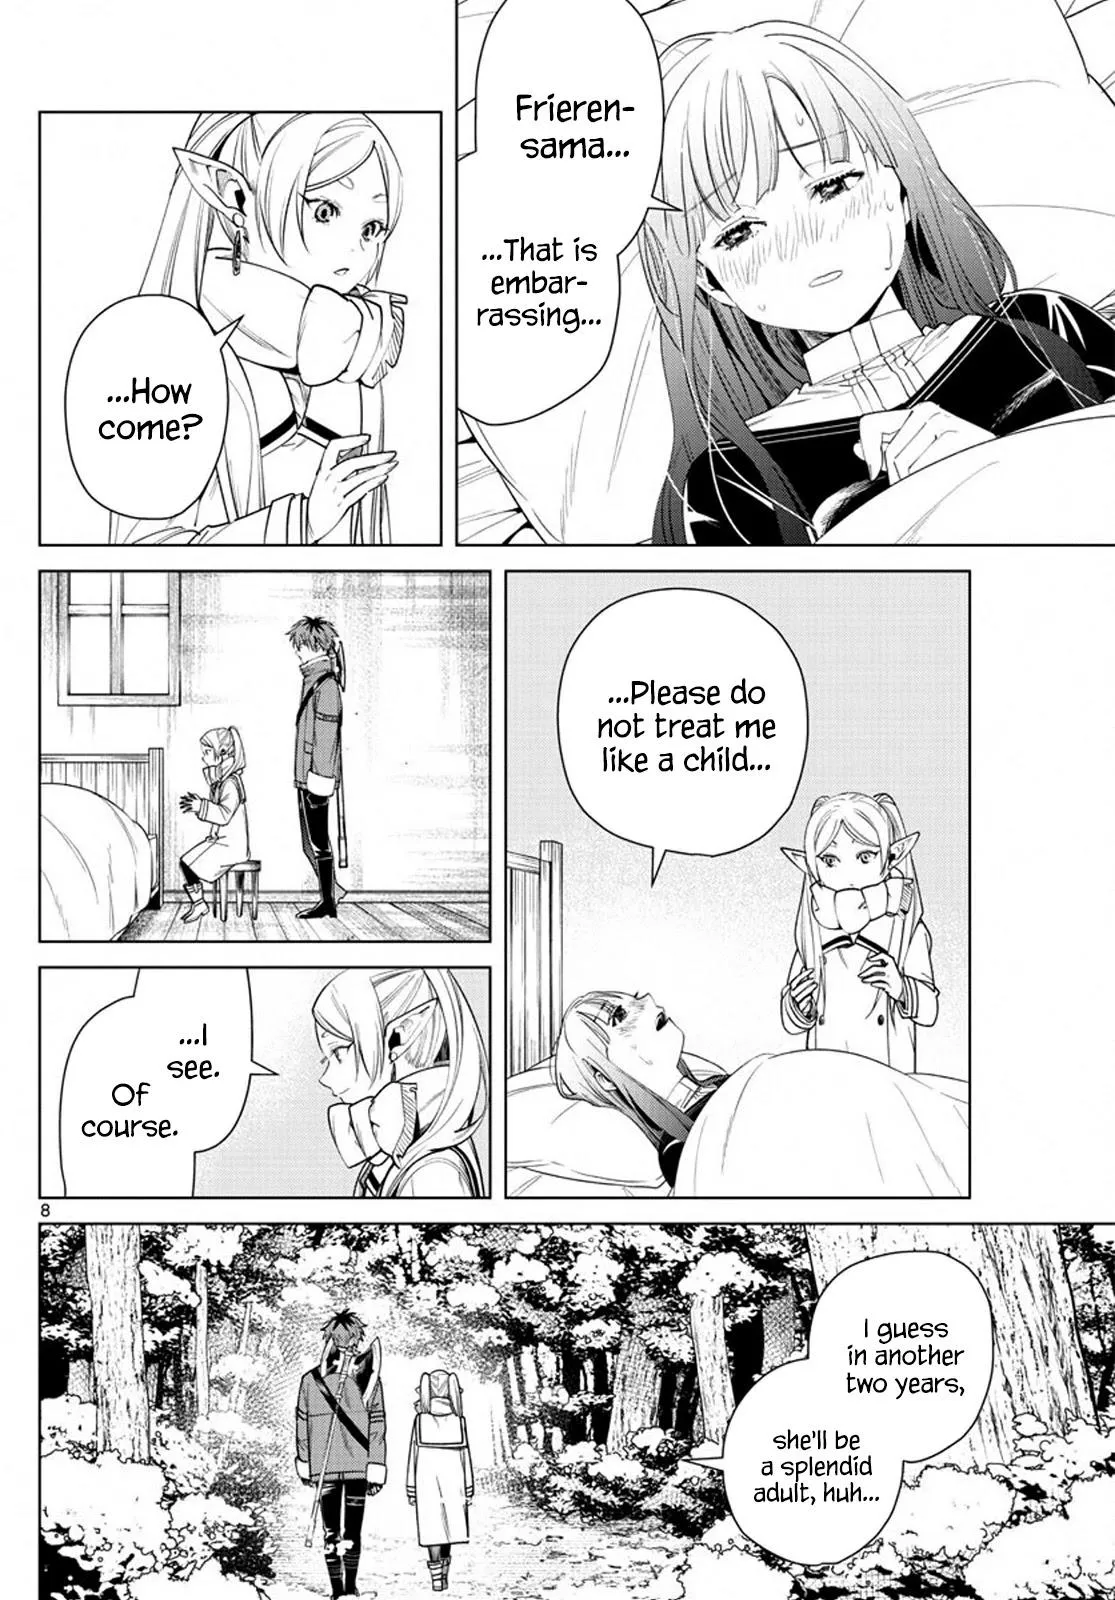 Frieren-
sama...
...That is
embar-
rassing...
...How
come?
...Please do
not treat me
like a child...
...I
see.
Of
course.
8
I guess
in another
two years,
she'll be
a splendid
adult, huh...